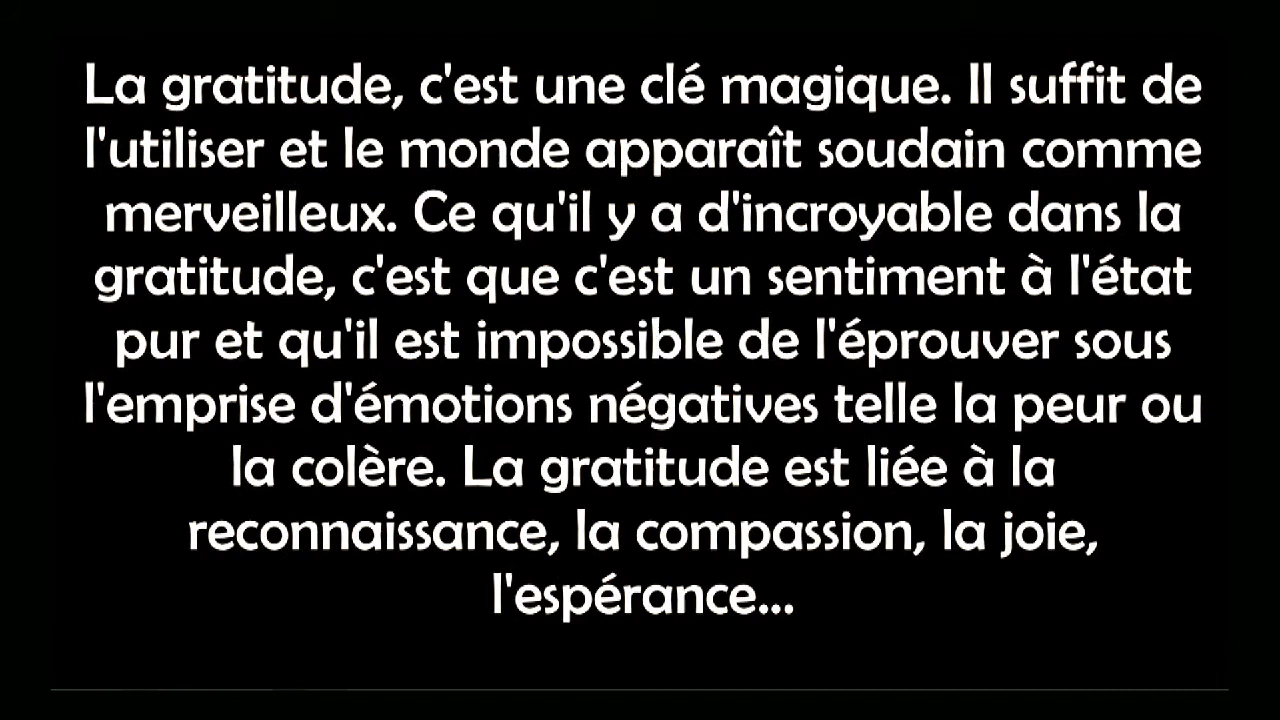 La gratitude, c'est une clé magique. Il suffit de
l'utiliser et le monde apparaît soudain comme
merveilleux. Ce qu'il y a d'incroyable dans la
gratitude, c'est que c'est un sentiment à l'état
pur et qu'il est impossible de l'éprouver sous
l'emprise d'émotions négatives telle la peur ou
la colère. La gratitude est liée à la
reconnaissance, la compassion, la joie,
l'espérance...